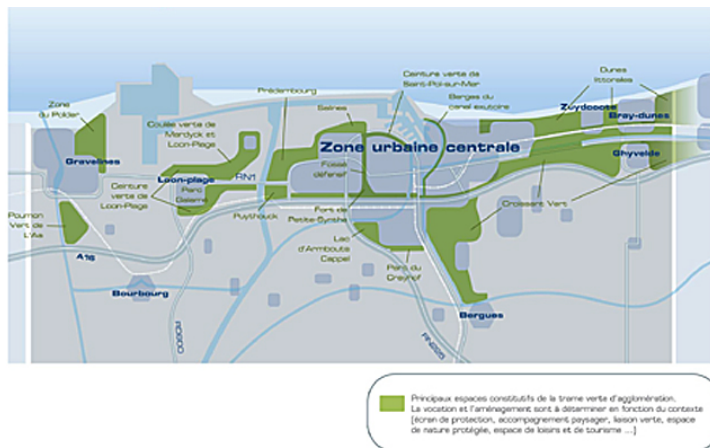 Dunes
littorales
Ceinture verte de
Saint-Pol-sur-Mer
Zone
du Polder
Prédembourg
Berges du
canal exutoire
Salines
Zuydcoote
Bray-dunes
Coulée verte de
Mardyck et
Loon-Plage
Zone urbaine centrale
Gravelines
Ghyvelde
Fossé
défensif
Loon-plage
RN1
Parc
Galamé
Ceinture
verte de
Loon-Plage
Puythouck
Fort de
Petite-Synthe
Croissant Vert
Poumon
Vert de
L'Aa
Lac
d'Armbouts
Cappel
A16
Parc du
Bourbourg
Bergues
RN225
Principaux espaces constitutifs de la trame verte d'agglomération.
La vocation et l'aménagement sont à déterminer en fonction du contexte
(écran de protection, accompagnement paysager, liaison verte, espace
de nature protégée, espace de loisirs et de tourisme ...)